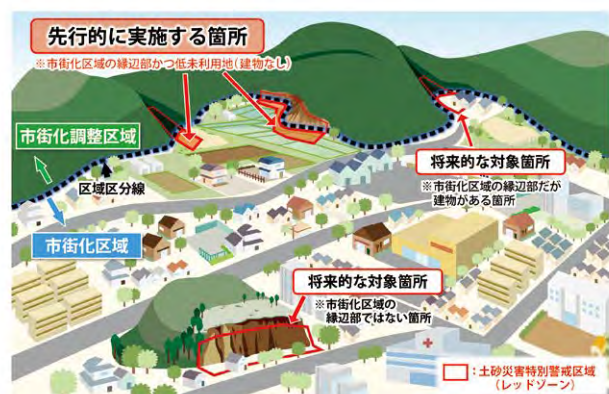 先行的に実施する箇所
※市街化区域の縁辺部かつ低未利用地(建物なし)
市街化調整区域
区域区分線
市街化区域
将来的な対象箇所
※市街化区域の縁辺部だが
建物がある箇所
将来的な対象箇所
※市街化区域の
縁辺部ではない箇所
:土砂災害特別警戒区域
(レッドゾーン)